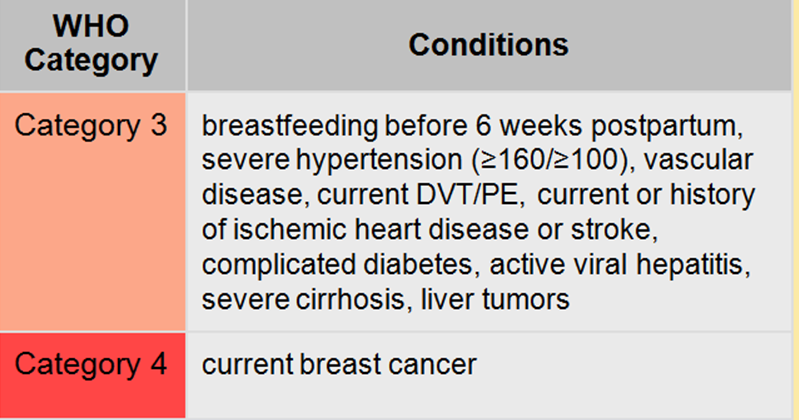 WHO
Category
Conditions
Category 3
breastfeeding before 6 weeks postpartum,
severe hypertension (≥160/≥100), vascular
disease, current DVT/PE, current or history
of ischemic heart disease or stroke,
complicated diabetes, active viral hepatitis,
severe cirrhosis, liver tumors
Category 4
current breast cancer